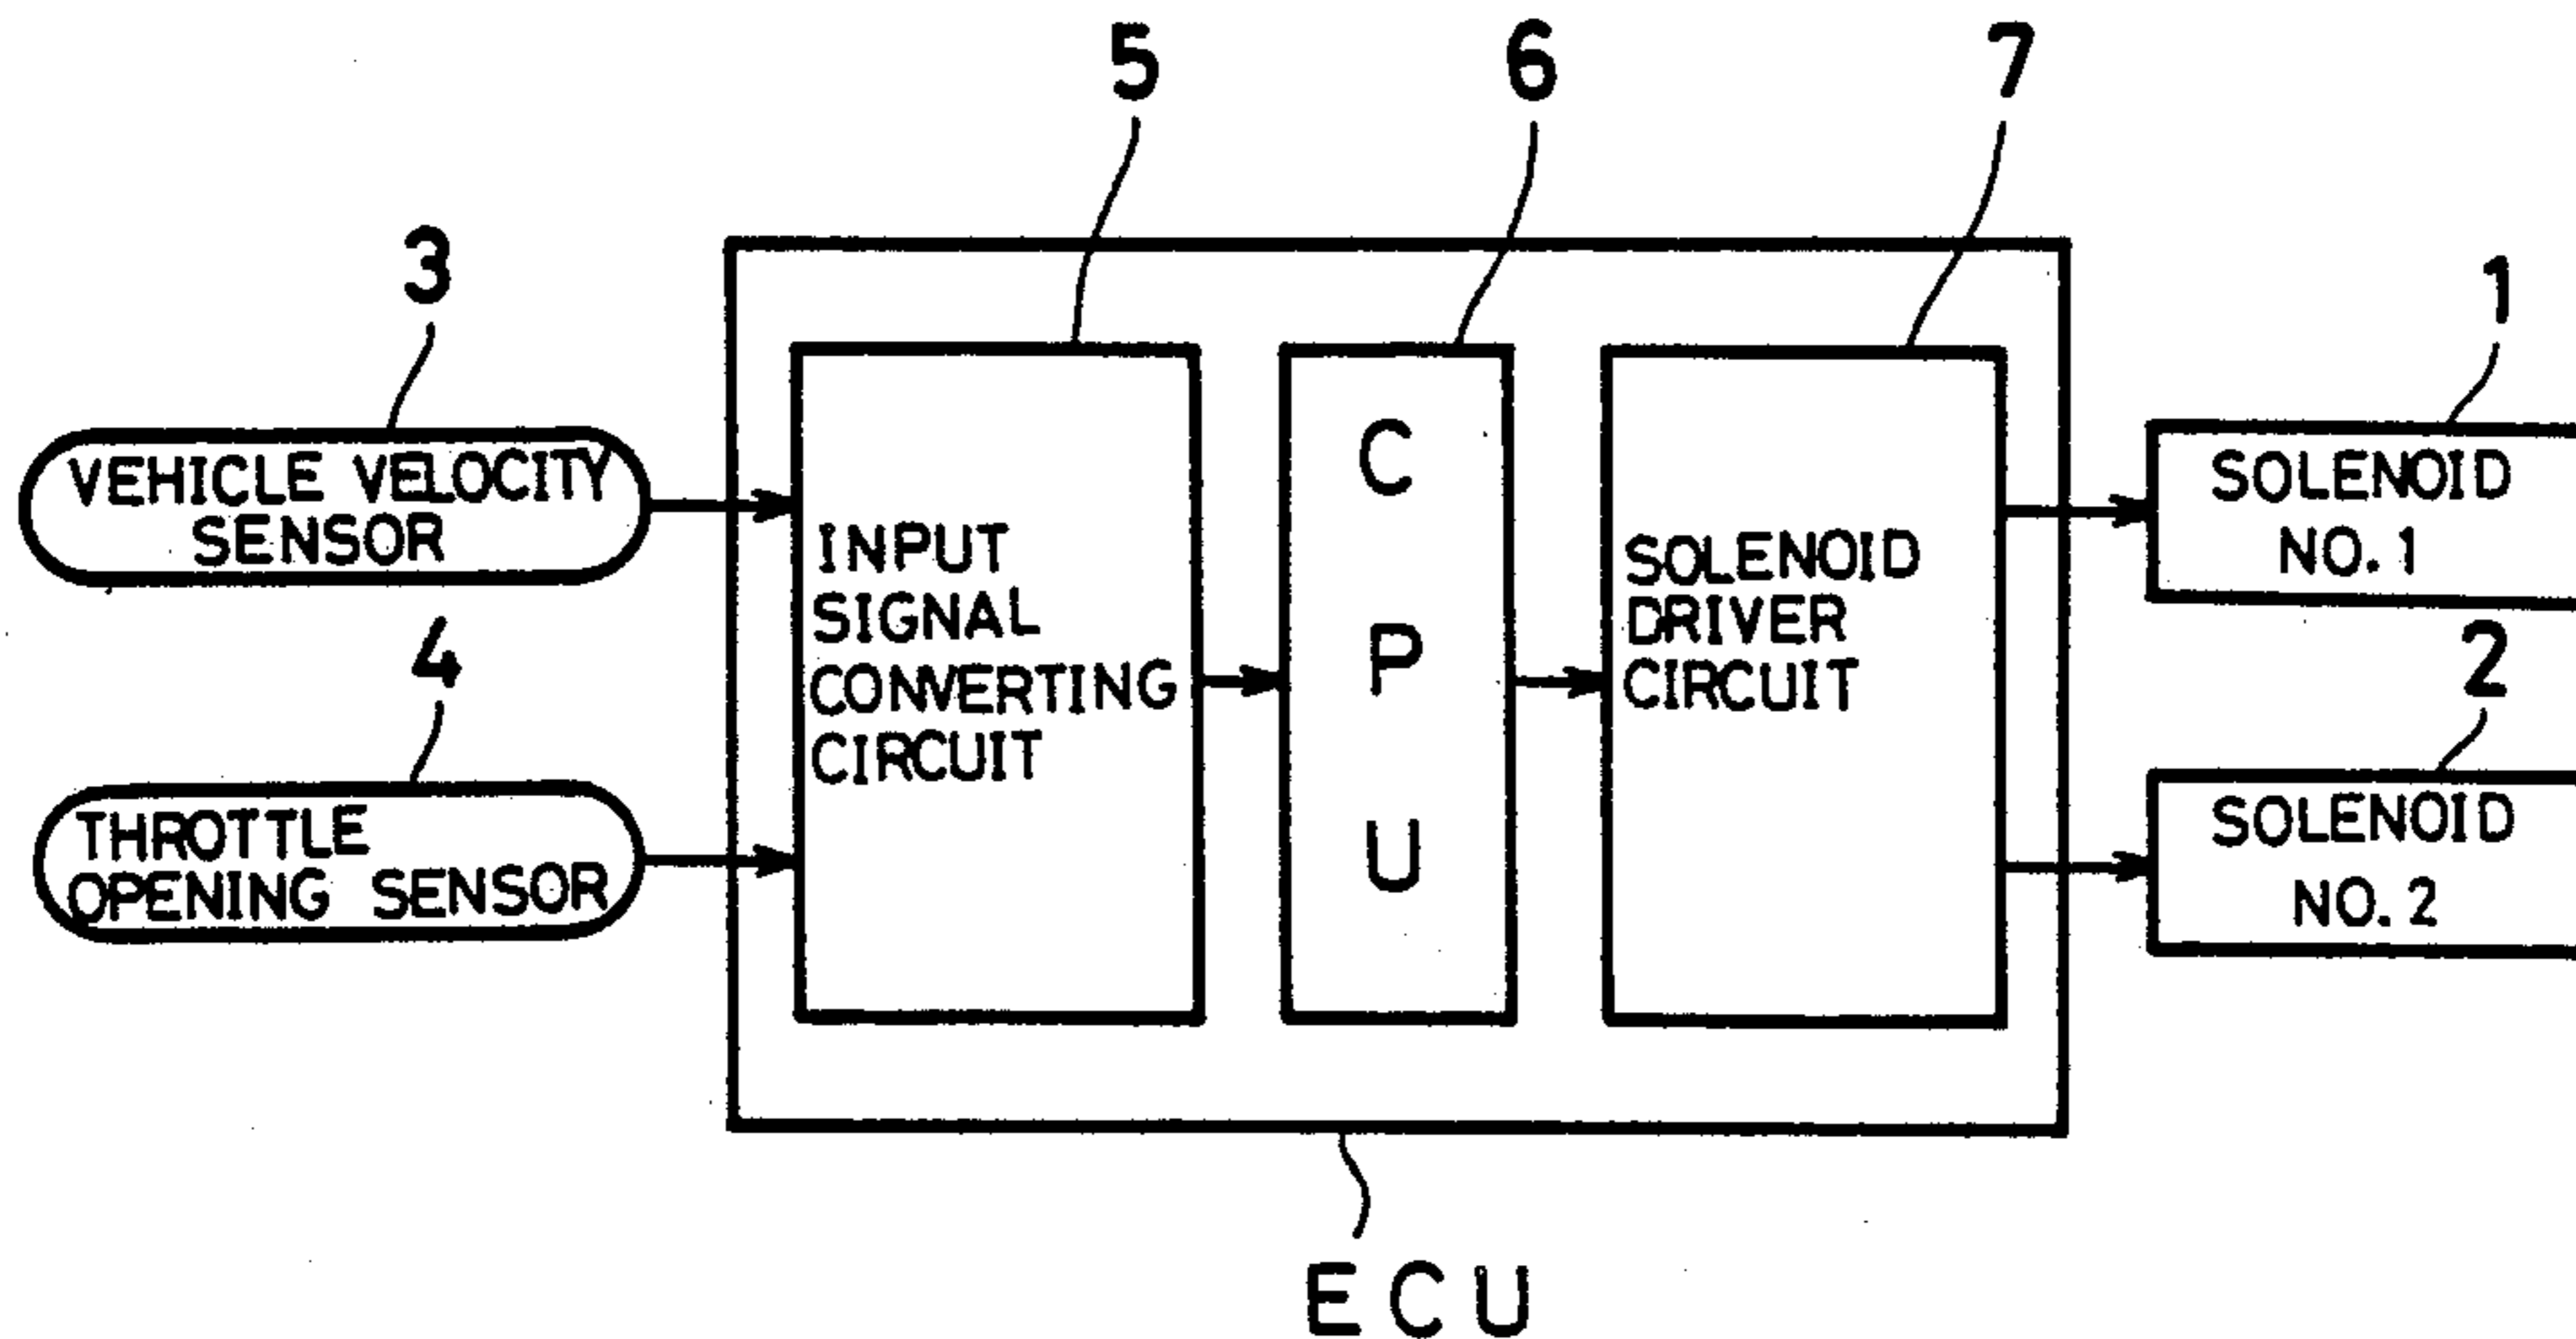 5
6
7
3
1
VEHICLE VELOCITY
SENSOR
INPUT
SIGNAL
CONVERTING
CIRCUIT
C
P
U
SOLENOID
DRIVER
CIRCUIT
SOLENOID
NO. 1
4
2
THROTTLE
OPENING SENSOR
SOLENOID
NO. 2
ECU